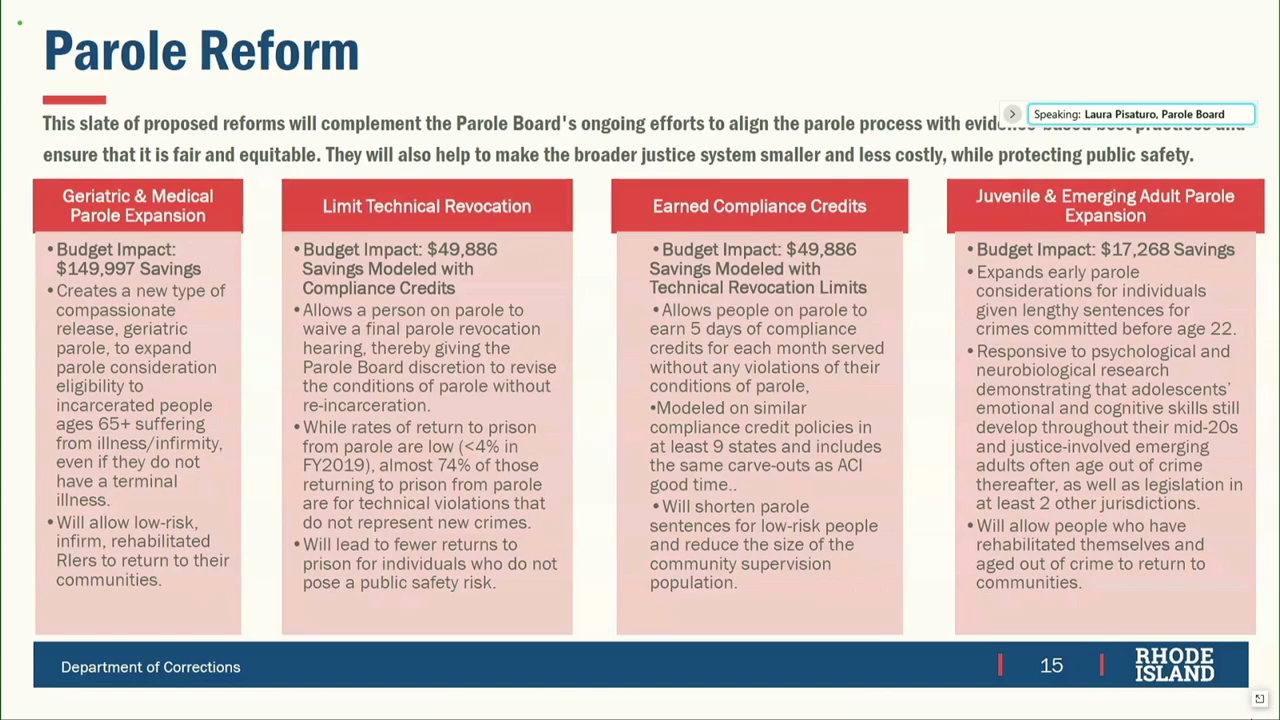 Parole Reform
Speaking: Laura Pisaturo, Parole Board
This slate of proposed reforms will complement the Parole Board's ongoing efforts to align the parole process with evidence-based best practices and
ensure that it is fair and equitable. They will also help to make the broader justice system smaller and less costly, while protecting public safety.
Geriatric & Medical
Parole Expansion
•Budget Impact:
$149,997 Savings
•Creates a new type of
compassionate
release, geriatric
parole, to expand
parole consideration
eligibility to
incarcerated people
ages 65+ suffering
from illness/infirmity,
even if they do not
have a terminal
illness.
•Will allow low-risk,
infirm, rehabilitated
RIers to return to their
communities.
Limit Technical Revocation
•Budget Impact: $49,886
Savings Modeled with
Compliance Credits
•Allows a person on parole to
waive a final parole revocation
hearing, thereby giving the
Parole Board discretion to revise
the conditions of parole without
re-incarceration.
•While rates of return to prison
from parole are low (<4% in
FY2019), almost 74% of those
returning to prison from parole
are for technical violations that
do not represent new crimes.
•Will lead to fewer returns to
prison for individuals who do not
pose a public safety risk.
Earned Compliance Credits
•Budget Impact: $49,886
Savings Modeled with
Technical Revocation Limits
•Allows people on parole to
earn 5 days of compliance
credits for each month served
without any violations of their
conditions of parole,
•Modeled on similar
compliance credit policies in
at least 9 states and includes
the same carve-outs as ACI
good time..
•Will shorten parole
sentences for low-risk people
and reduce the size of the
community supervision
population.
Juvenile & Emerging Adult Parole
Expansion
•Budget Impact: $17,268 Savings
•Expands early parole
considerations for individuals
given lengthy sentences for
crimes committed before age 22.
•Responsive to psychological and
neurobiological research
demonstrating that adolescents'
emotional and cognitive skills still
develop throughout their mid-20s
and justice-involved emerging
adults often age out of crime
thereafter, as well as legislation in
at least 2 other jurisdictions.
•Will allow people who have
rehabilitated themselves and
aged out of crime to return to
communities.
Department of Corrections
15
RHODE
ISLAND